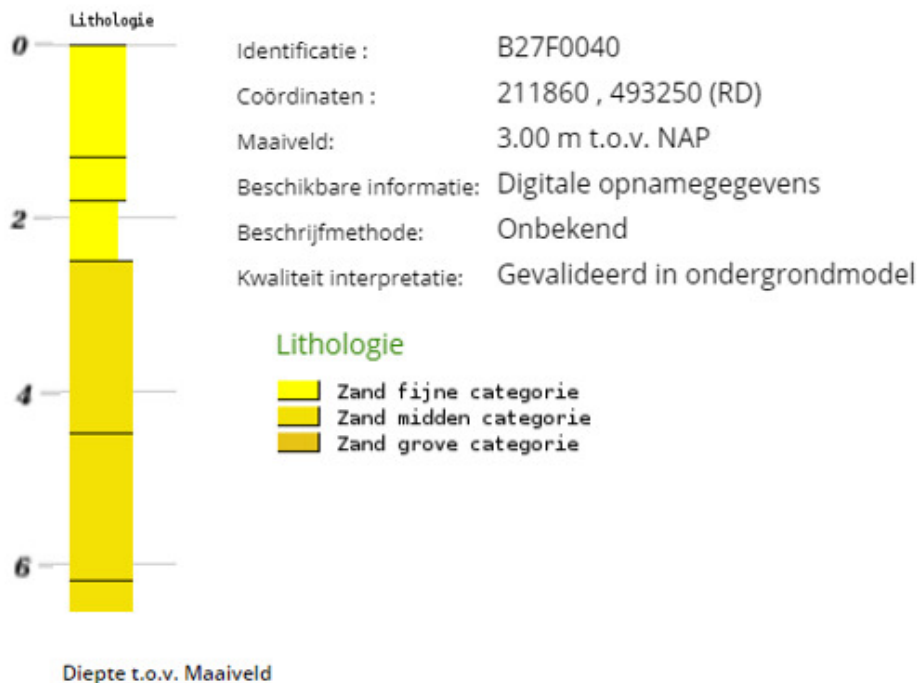 Lithologie
0
2
4
6
Diepte t.o.v. Maaiveld
Identificatie : B27F0040
Coördinaten : 211860 , 493250 (RD)
Maaiveld: 3.00 m t.o.v. NAP
Beschikbare informatie: Digitale opnamegegevens
Beschrijfmethode: Onbekend
Kwaliteit interpretatie: Gevalideerd in ondergrondmodel
Lithologie
Zand fijne categorie
Zand midden categorie
Zand grove categorie